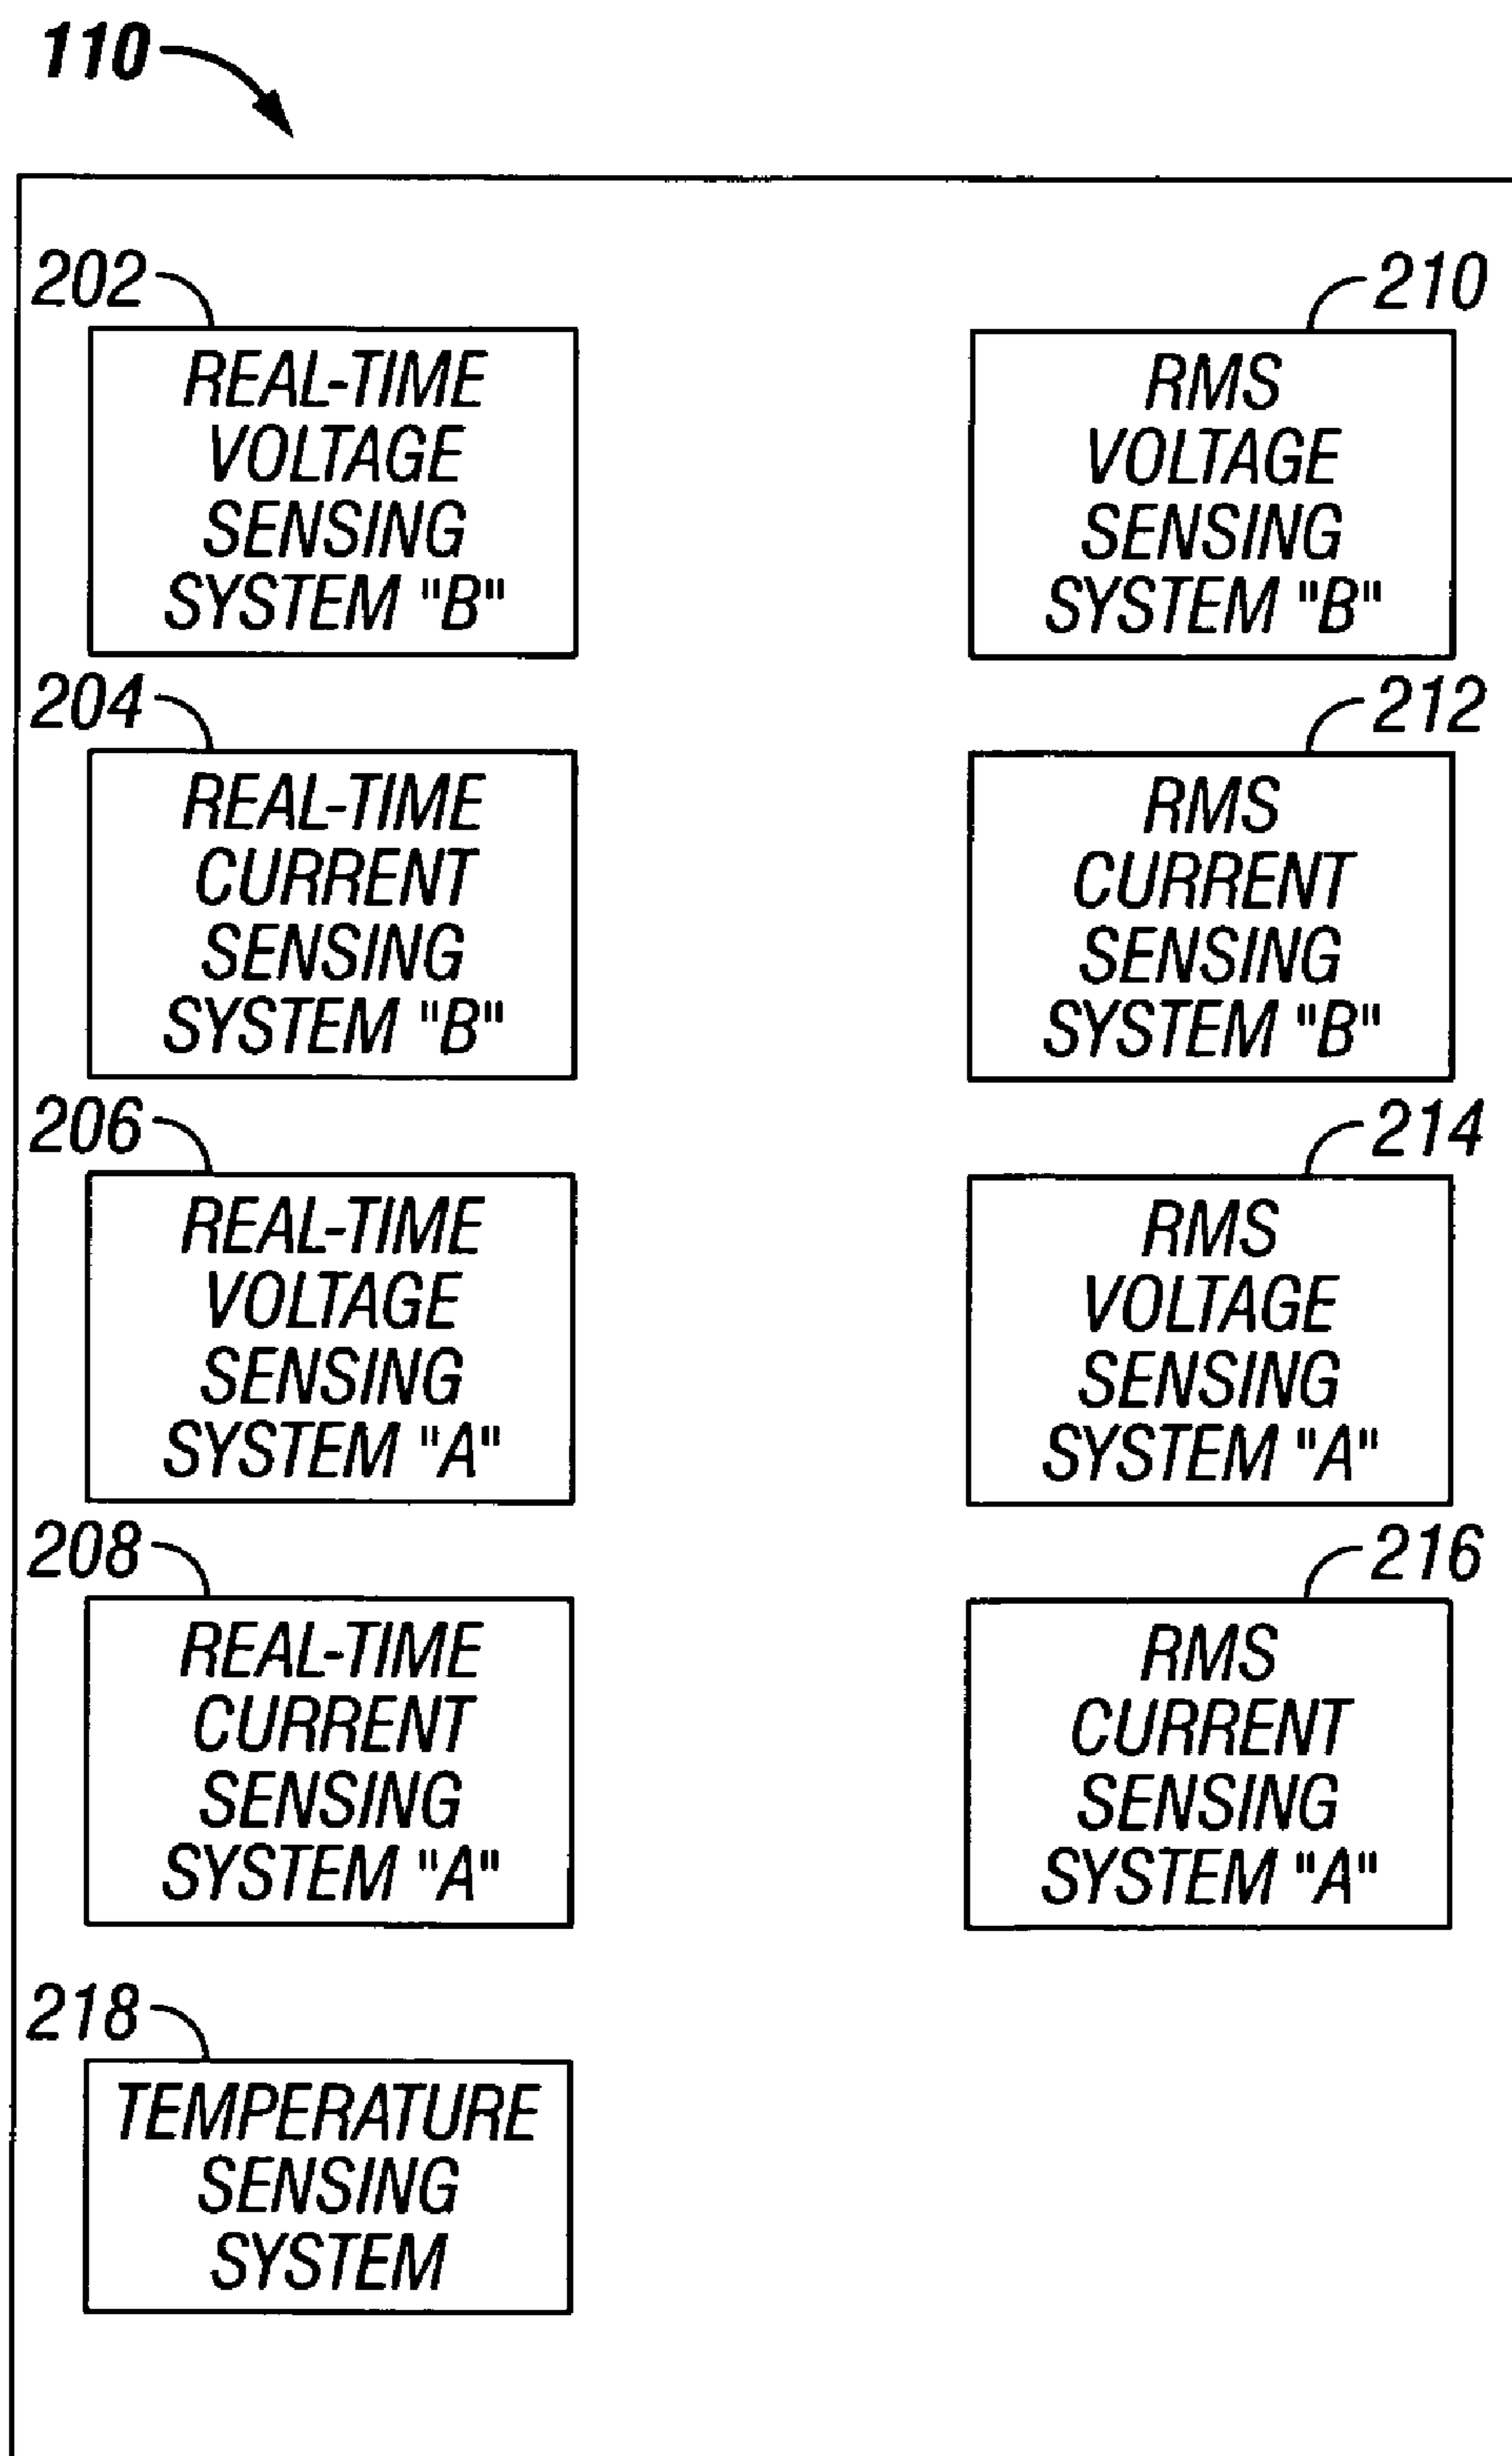 110
202
REAL-TIME
VOLTAGE
SENSING
SYSTEM "B"
210
RMS
VOLTAGE
SENSING
SYSTEM "B"
204
REAL-TIME
CURRENT
SENSING
SYSTEM "B"
212
RMS
CURRENT
SENSING
SYSTEM "B"
206
REAL-TIME
VOLTAGE
SENSING
SYSTEM "A"
214
RMS
VOLTAGE
SENSING
SYSTEM "A"
208
REAL-TIME
CURRENT
SENSING
SYSTEM "A"
216
RMS
CURRENT
SENSING
SYSTEM "A"
218
TEMPERATURE
SENSING
SYSTEM